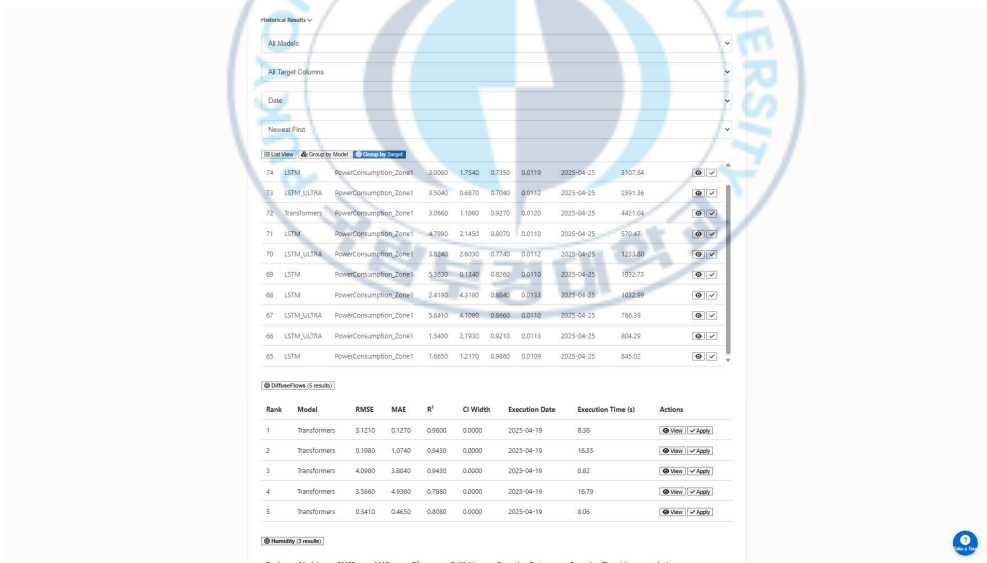 Historical Results
All Models
All Target Columns
Date
Newest First
List View Group by Model Group by Target
74 LSTM PowerConsumption_Zone1 3.0060 1.7540 0.7350 0.0119 2025-04-25 3107.84
73 LSTM_ULTRA PowerConsumption_Zone1 3.5040 0.6870 0.7040 0.0112 2025-04-25 2591.36
72 Transformers PowerConsumption_Zone1 3.0660 1.1880 0.9270 0.0120 2025-04-25 4421.04
71 LSTM PowerConsumption_Zone1 4.7890 2.1450 0.8070 0.0110 2025-04-25 570.47
70 LSTM_ULTRA PowerConsumption_Zone1 3.8240 2.6030 0.7740 0.0112 2025-04-25 1233.80
69 LSTM PowerConsumption_Zone1 5.3630 0.1340 0.8260 0.0110 2025-04-25 1032.73
68 LSTM PowerConsumption_Zone1 2.4190 4.3180 0.8840 0.0133 2025-04-25 1032.99
67 LSTM_ULTRA PowerConsumption_Zone1 5.8410 4.1080 0.8660 0.0110 2025-04-25 786.39
66 LSTM_ULTRA PowerConsumption_Zone1 1.5400 2.1930 0.9210 0.0113 2025-04-25 804.29
65 LSTM PowerConsumption_Zone1 1.6650 1.2170 0.9860 0.0109 2025-04-25 845.02
DiffuseFlows (5 results)
Rank Model RMSE MAE R² CI Width Execution Date Execution Time (s) Actions
1 Transformers 3.1210 0.1270 0.9600 0.0000 2025-04-19 8.36 View Apply
2 Transformers 0.1980 1.0740 0.9430 0.0000 2025-04-19 16.35 View Apply
3 Transformers 4.0980 3.8840 0.9430 0.0000 2025-04-19 8.82 View Apply
4 Transformers 3.5860 4.9360 0.7880 0.0000 2025-04-19 16.79 View Apply
5 Transformers 0.3410 0.4650 0.8080 0.0000 2025-04-19 8.06 View Apply
Humidity (3 results)